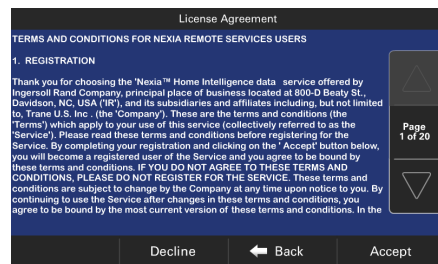 License Agreement
TERMS AND CONDITIONS FOR NEXIA REMOTE SERVICES USERS
1. REGISTRATION
Thank you for choosing the 'Nexia™ Home Intelligence data service offered by
Ingersoll Rand Company, principal place of business located at 800-D Beaty St.,
Davidson, NC, USA ('IR'), and its subsidiaries and affiliates including, but not limited
to, Trane U.S. Inc . (the 'Company'). These are the terms and conditions (the
'Terms') which apply to your use of this service (collectively referred to as the
'Service'). Please read these terms and conditions before registering for the
Service. By completing your registration and clicking on the ' Accept' button below,
you will become a registered user of the Service and you agree to be bound by
these terms and conditions. IF YOU DO NOT AGREE TO THESE TERMS AND
CONDITIONS, PLEASE DO NOT REGISTER FOR THE SERVICE. These terms and
conditions are subject to change by the Company at any time upon notice to you. By
continuing to use the Service after changes in these terms and conditions, you
agree to be bound by the most current version of these terms and conditions. In the
Page
1 of 20
Decline
Back
Accept